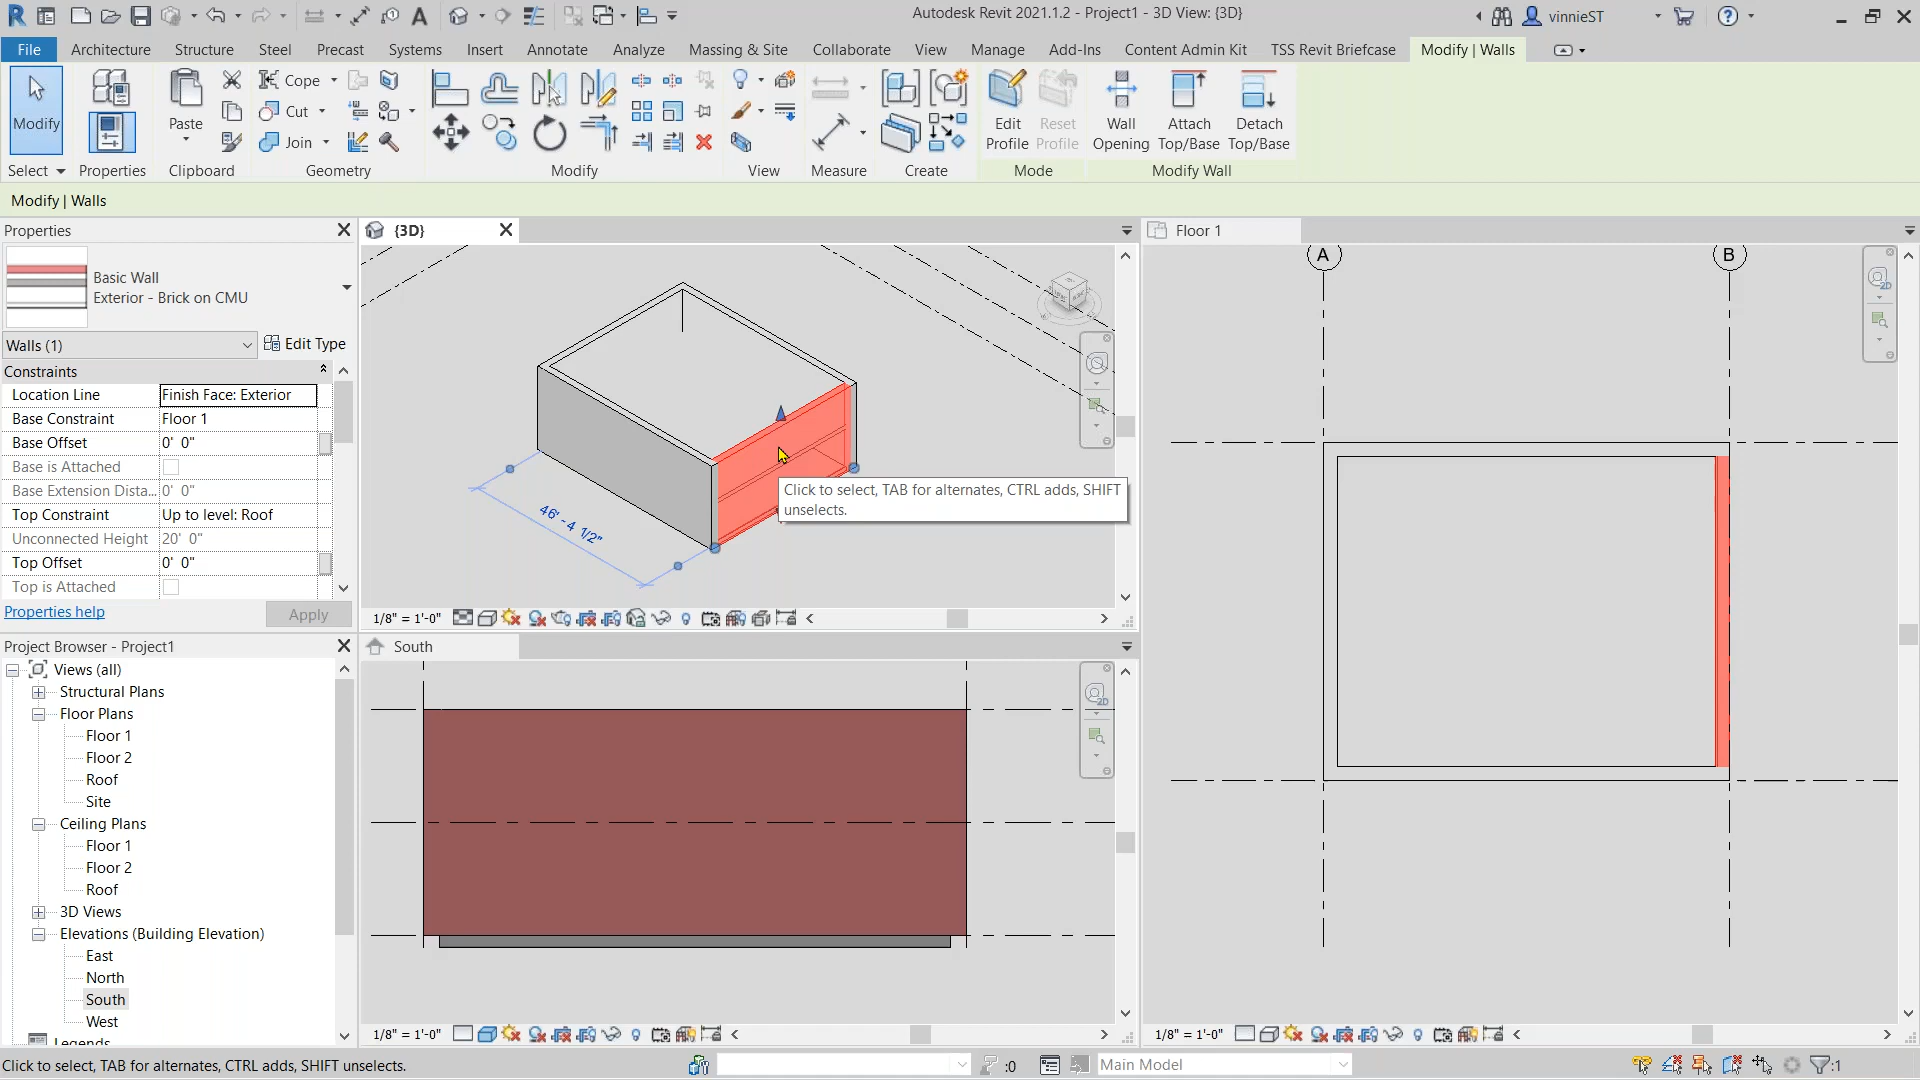 Autodesk Revit 2021.1.2 - Project1 - 3D View: {3D}
vinnieST
File Architecture Structure Steel Precast Systems Insert Annotate Analyze Massing & Site Collaborate View Manage Add-Ins Content Admin Kit TSS Revit Briefcase Modify | Walls
Modify
Paste
Cope
Cut
Join
Edit Profile
Reset Profile
Wall Opening
Attach Top/Base
Detach Top/Base
Select Properties Clipboard Geometry Modify View Measure Create Mode Modify Wall
Modify | Walls
Properties
Basic Wall
Exterior - Brick on CMU
Walls (1)
Edit Type
Constraints
Location Line Finish Face: Exterior
Base Constraint Floor 1
Base Offset 0' 0"
Base is Attached
Base Extension Dista... 0' 0"
Top Constraint Up to level: Roof
Unconnected Height 20' 0"
Top Offset 0' 0"
Top is Attached
Properties help
Apply
Project Browser - Project1
Views (all)
Structural Plans
Floor Plans
Floor 1
Floor 2
Roof
Site
Ceiling Plans
Floor 1
Floor 2
Roof
3D Views
Elevations (Building Elevation)
East
North
South
West
Legends
{3D}
46' - 4 1/2"
Click to select, TAB for alternates, CTRL adds, SHIFT
unselects.
1/8" = 1'-0"
South
1/8" = 1'-0"
Floor 1
A
B
1/8" = 1'-0"
Click to select, TAB for alternates, CTRL adds, SHIFT unselects.
:0
Main Model
:1